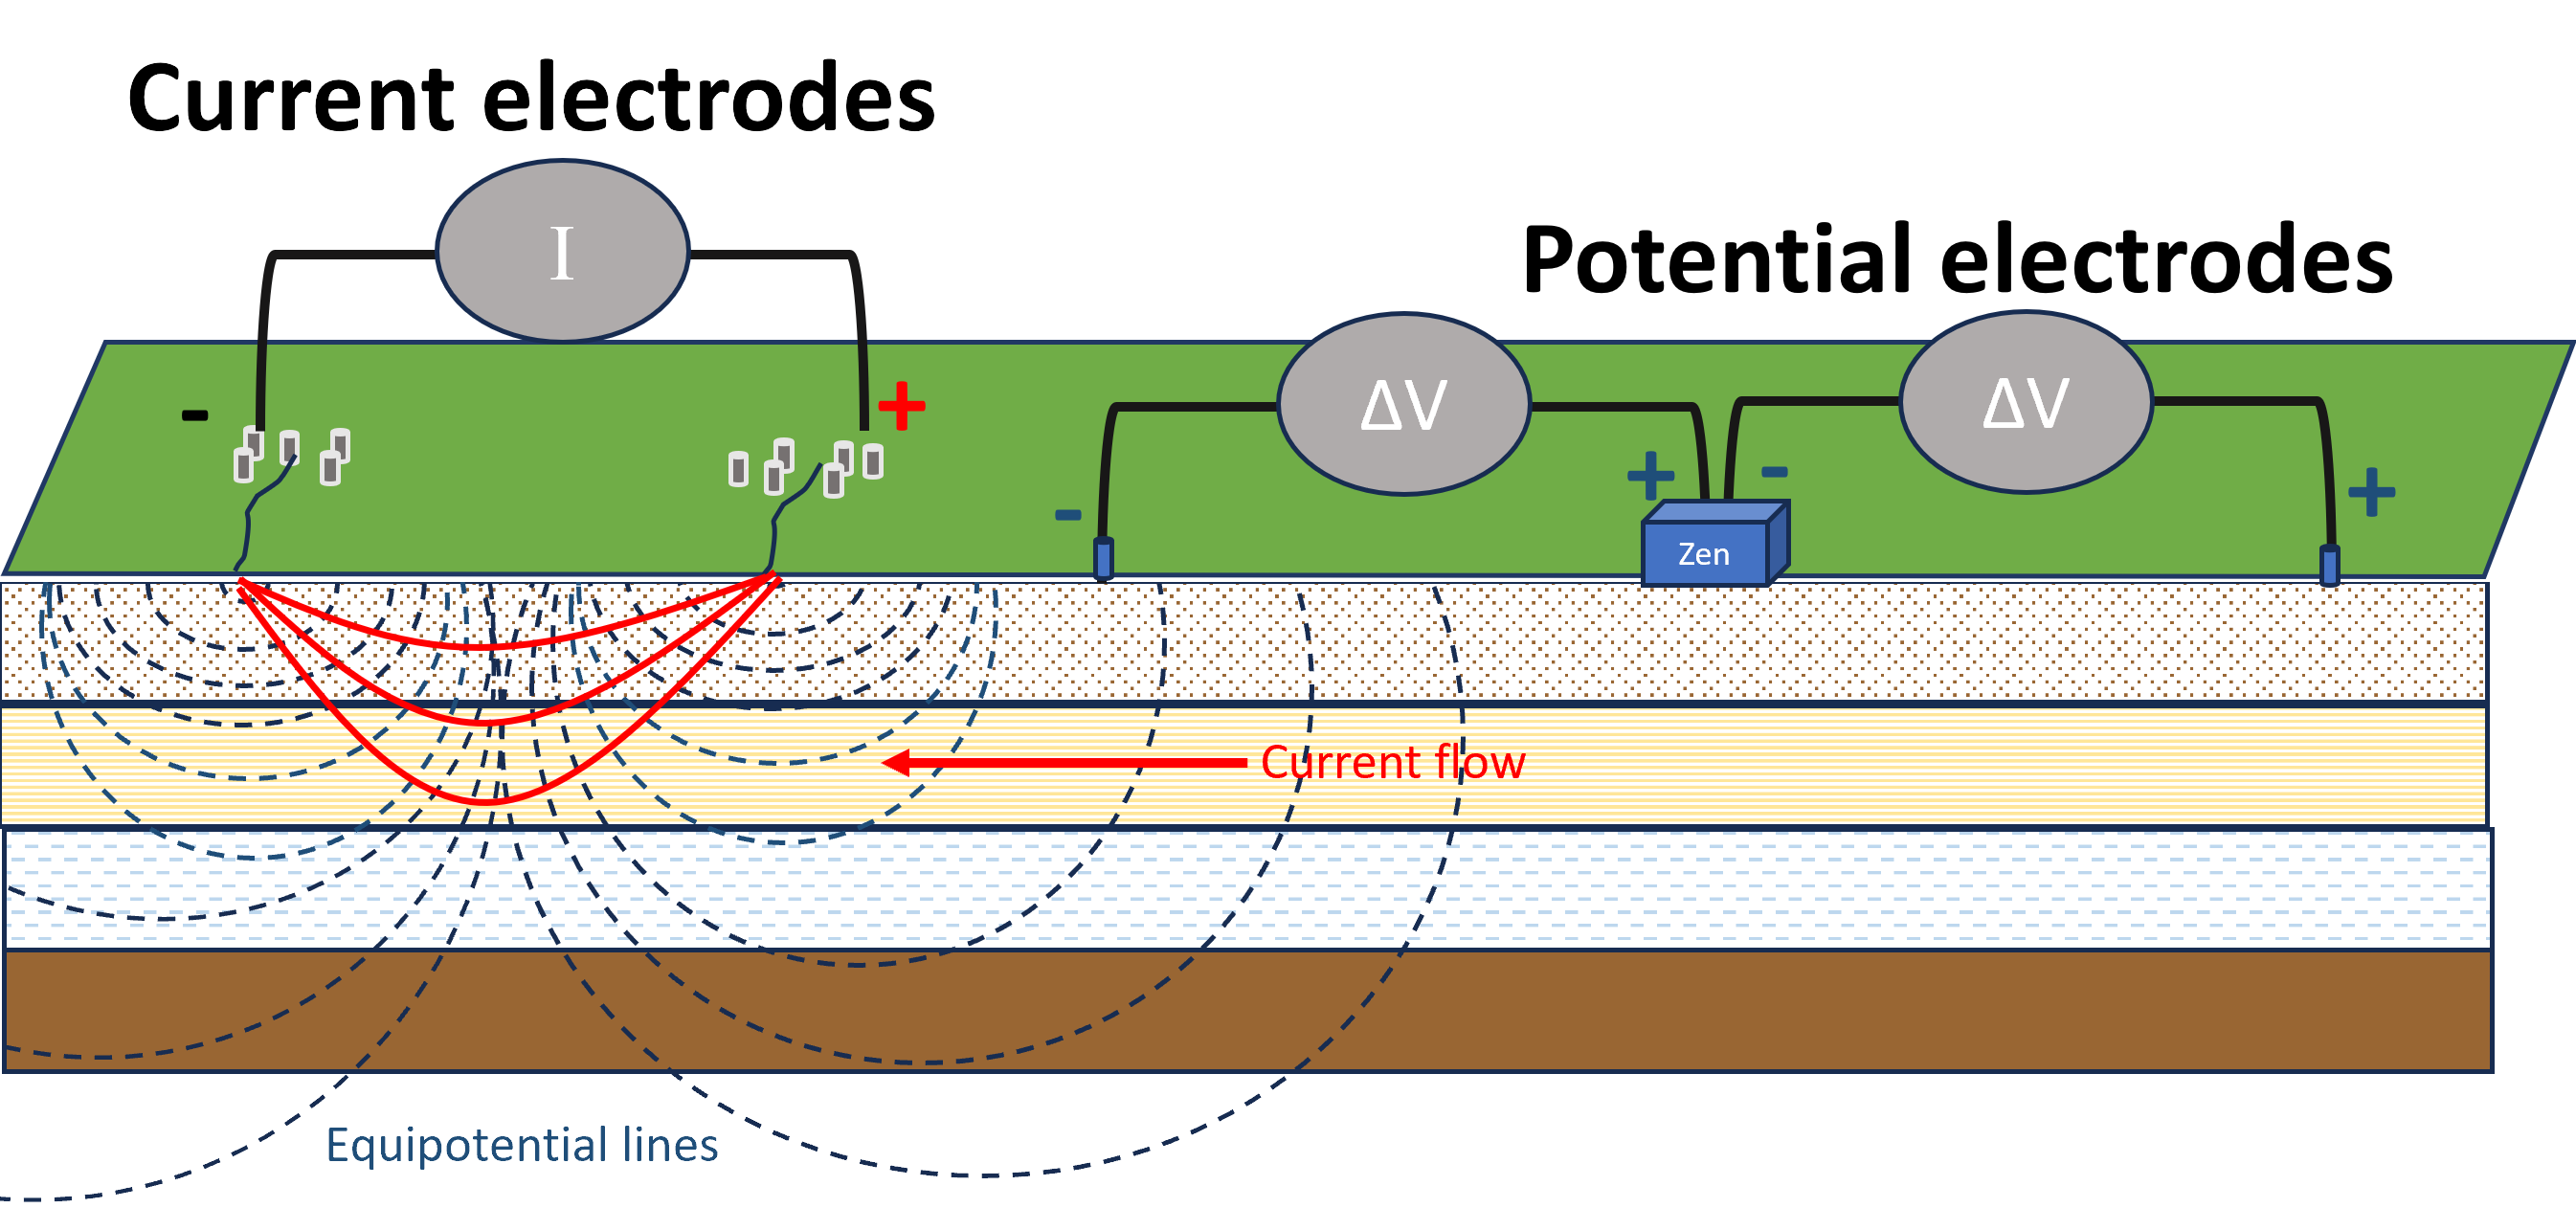 Current electrodes
I
Potential electrodes
ΔV
ΔV
-
+
+
-
+
-
Zen
Current flow
Equipotential lines